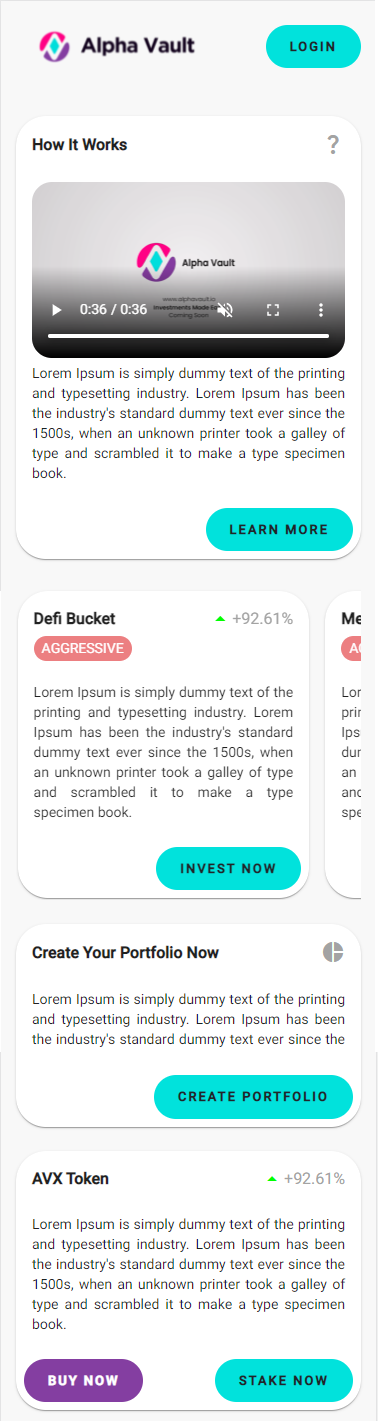 Alpha Vault
LOGIN
How It Works
?
Alpha Vault
www.alphavault.io
Investments Made Ea
Coming Soon
0:36 / 0:36
Lorem Ipsum is simply dummy text of the printing
and typesetting industry. Lorem Ipsum has been
the industry's standard dummy text ever since the
1500s, when an unknown printer took a galley of
type and scrambled it to make a type specimen
book.
LEARN MORE
Defi Bucket
+92.61%
AGGRESSIVE
Lorem Ipsum is simply dummy text of the
printing and typesetting industry. Lorem
Ipsum has been the industry's standard
dummy text ever since the 1500s, when
an unknown printer took a galley of type
and scrambled it to make a type
specimen book.
INVEST NOW
Me
AG
Lor
prin
Ips
dur
an
anc
spe
Create Your Portfolio Now
Lorem Ipsum is simply dummy text of the printing
and typesetting industry. Lorem Ipsum has been
the industry's standard dummy text ever since the
CREATE PORTFOLIO
AVX Token
+92.61%
Lorem Ipsum is simply dummy text of the printing
and typesetting industry. Lorem Ipsum has been
the industry's standard dummy text ever since the
1500s, when an unknown printer took a galley of
type and scrambled it to make a type specimen
book.
BUY NOW
STAKE NOW